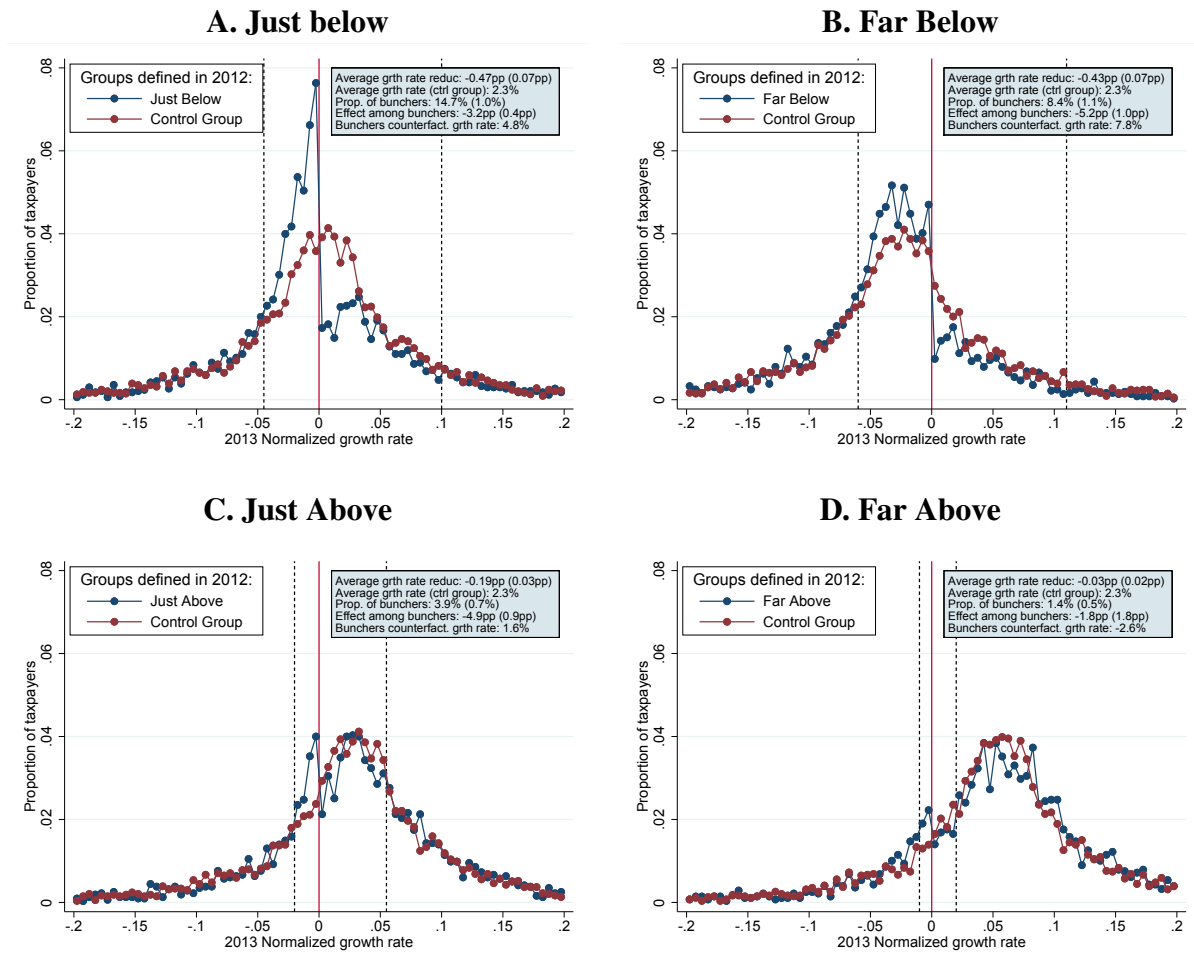 A. Just below
.08
.06
.04
.02
0
Proportion of taxpayers
Groups defined in 2012:
Just Below
Control Group
Average grth rate reduc: -0.47pp (0.07pp)
Average grth rate (ctrl group): 2.3%
Prop. of bunchers: 14.7% (1.0%)
Effect among bunchers: -3.2pp (0.4pp)
Bunchers counterfact. grth rate: 4.8%
-.2 -.15 -.1 -.05 0 .05 .1 .15 .2
2013 Normalized growth rate
B. Far Below
.08
.06
.04
.02
0
Proportion of taxpayers
Groups defined in 2012:
Far Below
Control Group
Average grth rate reduc: -0.43pp (0.07pp)
Average grth rate (ctrl group): 2.3%
Prop. of bunchers: 8.4% (1.1%)
Effect among bunchers: -5.2pp (1.0pp)
Bunchers counterfact. grth rate: 7.8%
-.2 -.15 -.1 -.05 0 .05 .1 .15 .2
2013 Normalized growth rate
C. Just Above
.08
.06
.04
.02
0
Proportion of taxpayers
Groups defined in 2012:
Just Above
Control Group
Average grth rate reduc: -0.19pp (0.03pp)
Average grth rate (ctrl group): 2.3%
Prop. of bunchers: 3.9% (0.7%)
Effect among bunchers: -4.9pp (0.9pp)
Bunchers counterfact. grth rate: 1.6%
-.2 -.15 -.1 -.05 0 .05 .1 .15 .2
2013 Normalized growth rate
D. Far Above
.08
.06
.04
.02
0
Proportion of taxpayers
Groups defined in 2012:
Far Above
Control Group
Average grth rate reduc: -0.03pp (0.02pp)
Average grth rate (ctrl group): 2.3%
Prop. of bunchers: 1.4% (0.5%)
Effect among bunchers: -1.8pp (1.8pp)
Bunchers counterfact. grth rate: -2.6%
-.2 -.15 -.1 -.05 0 .05 .1 .15 .2
2013 Normalized growth rate